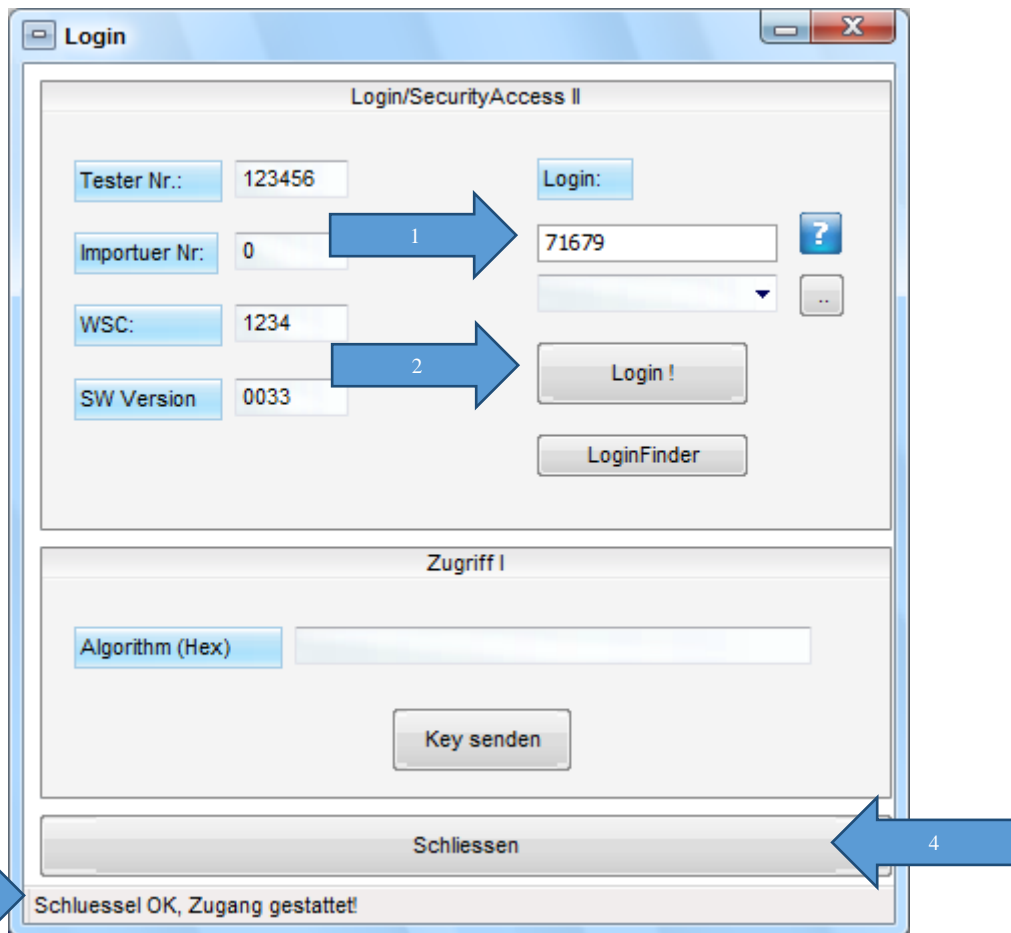 Login
Login/SecurityAccess II
Tester Nr.:
123456
Login:
Importuer Nr:
0
1
71679
?
..
WSC:
1234
2
Login !
SW Version
0033
LoginFinder
Zugriff I
Algorithm (Hex)
Key senden
Schliessen
4
Schluessel OK, Zugang gestattet!